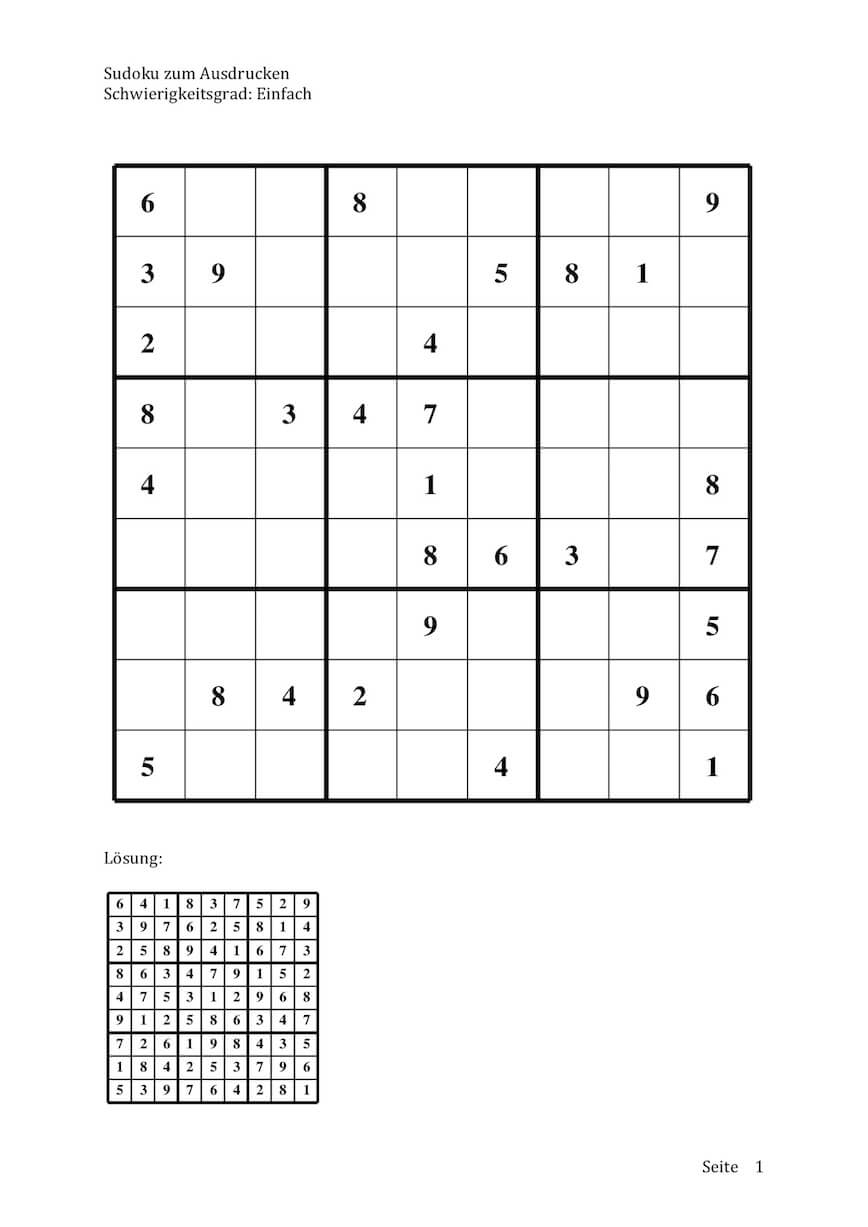 Sudoku zum Ausdrucken
Schwierigkeitsgrad: Einfach
6 8 9
3 9 5 8 1
2 4
8 3 4 7
4 1 8
8 6 3 7
9 5
8 4 2 9 6
5 4 1
Lösung:
6 4 1 8 3 7 5 2 9
3 9 7 6 2 5 8 1 4
2 5 8 9 4 1 6 7 3
8 6 3 4 7 9 1 5 2
4 7 5 3 1 2 9 6 8
9 1 2 5 8 6 3 4 7
7 2 6 1 9 8 4 3 5
1 8 4 2 5 3 7 9 6
5 3 9 7 6 4 2 8 1
Seite 1